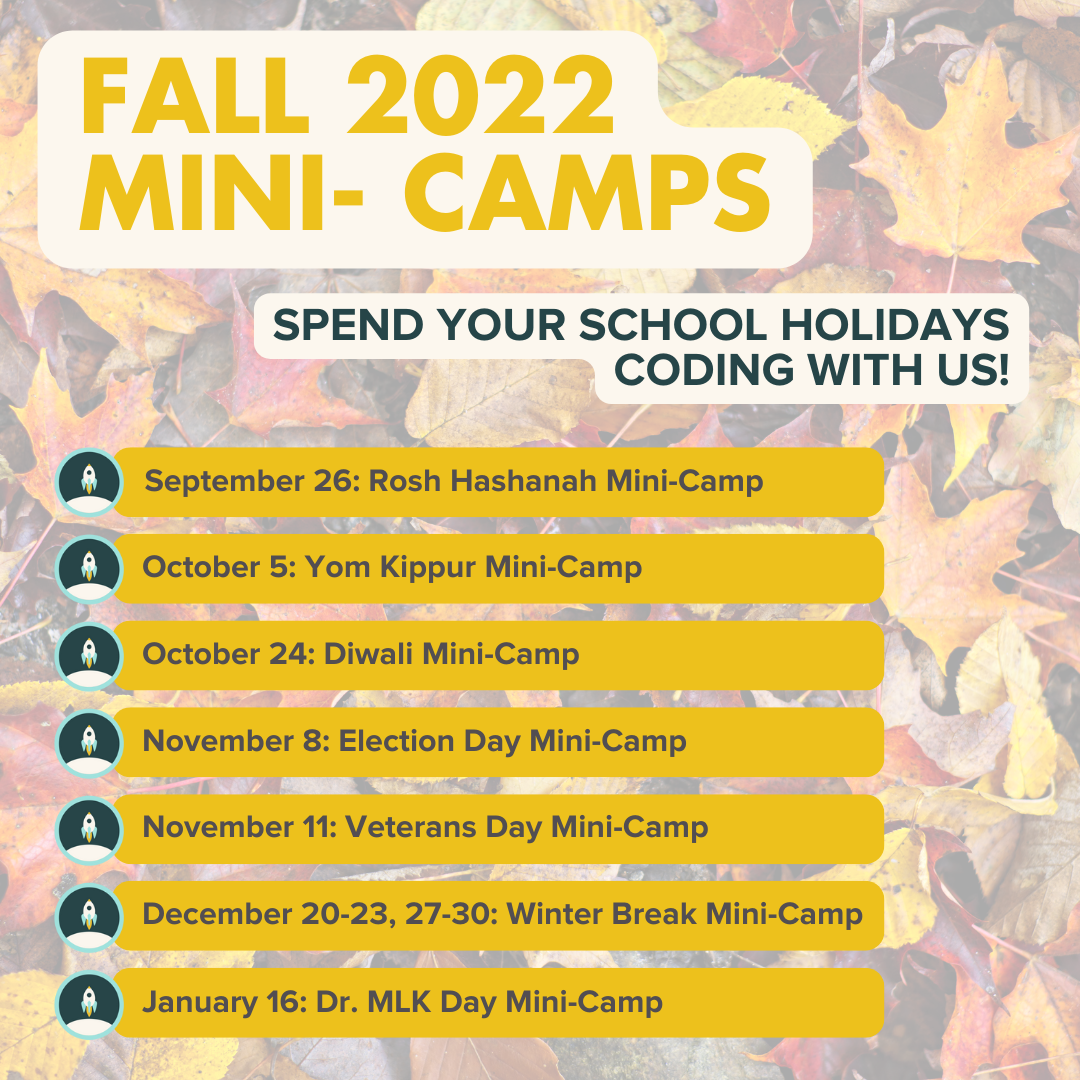 FALL 2022
MINI- CAMPS
SPEND YOUR SCHOOL HOLIDAYS
CODING WITH US!
September 26: Rosh Hashanah Mini-Camp
October 5: Yom Kippur Mini-Camp
October 24: Diwali Mini-Camp
November 8: Election Day Mini-Camp
November 11: Veterans Day Mini-Camp
December 20-23, 27-30: Winter Break Mini-Camp
January 16: Dr. MLK Day Mini-Camp